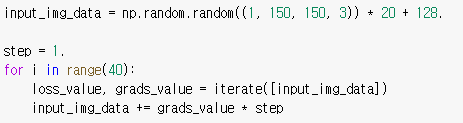 input_img_data = np.random.random((1, 150, 150, 3)) * 20 + 128.
step = 1.
for i in range(40):
    loss_value, grads_value = iterate([input_img_data])
    input_img_data += grads_value * step